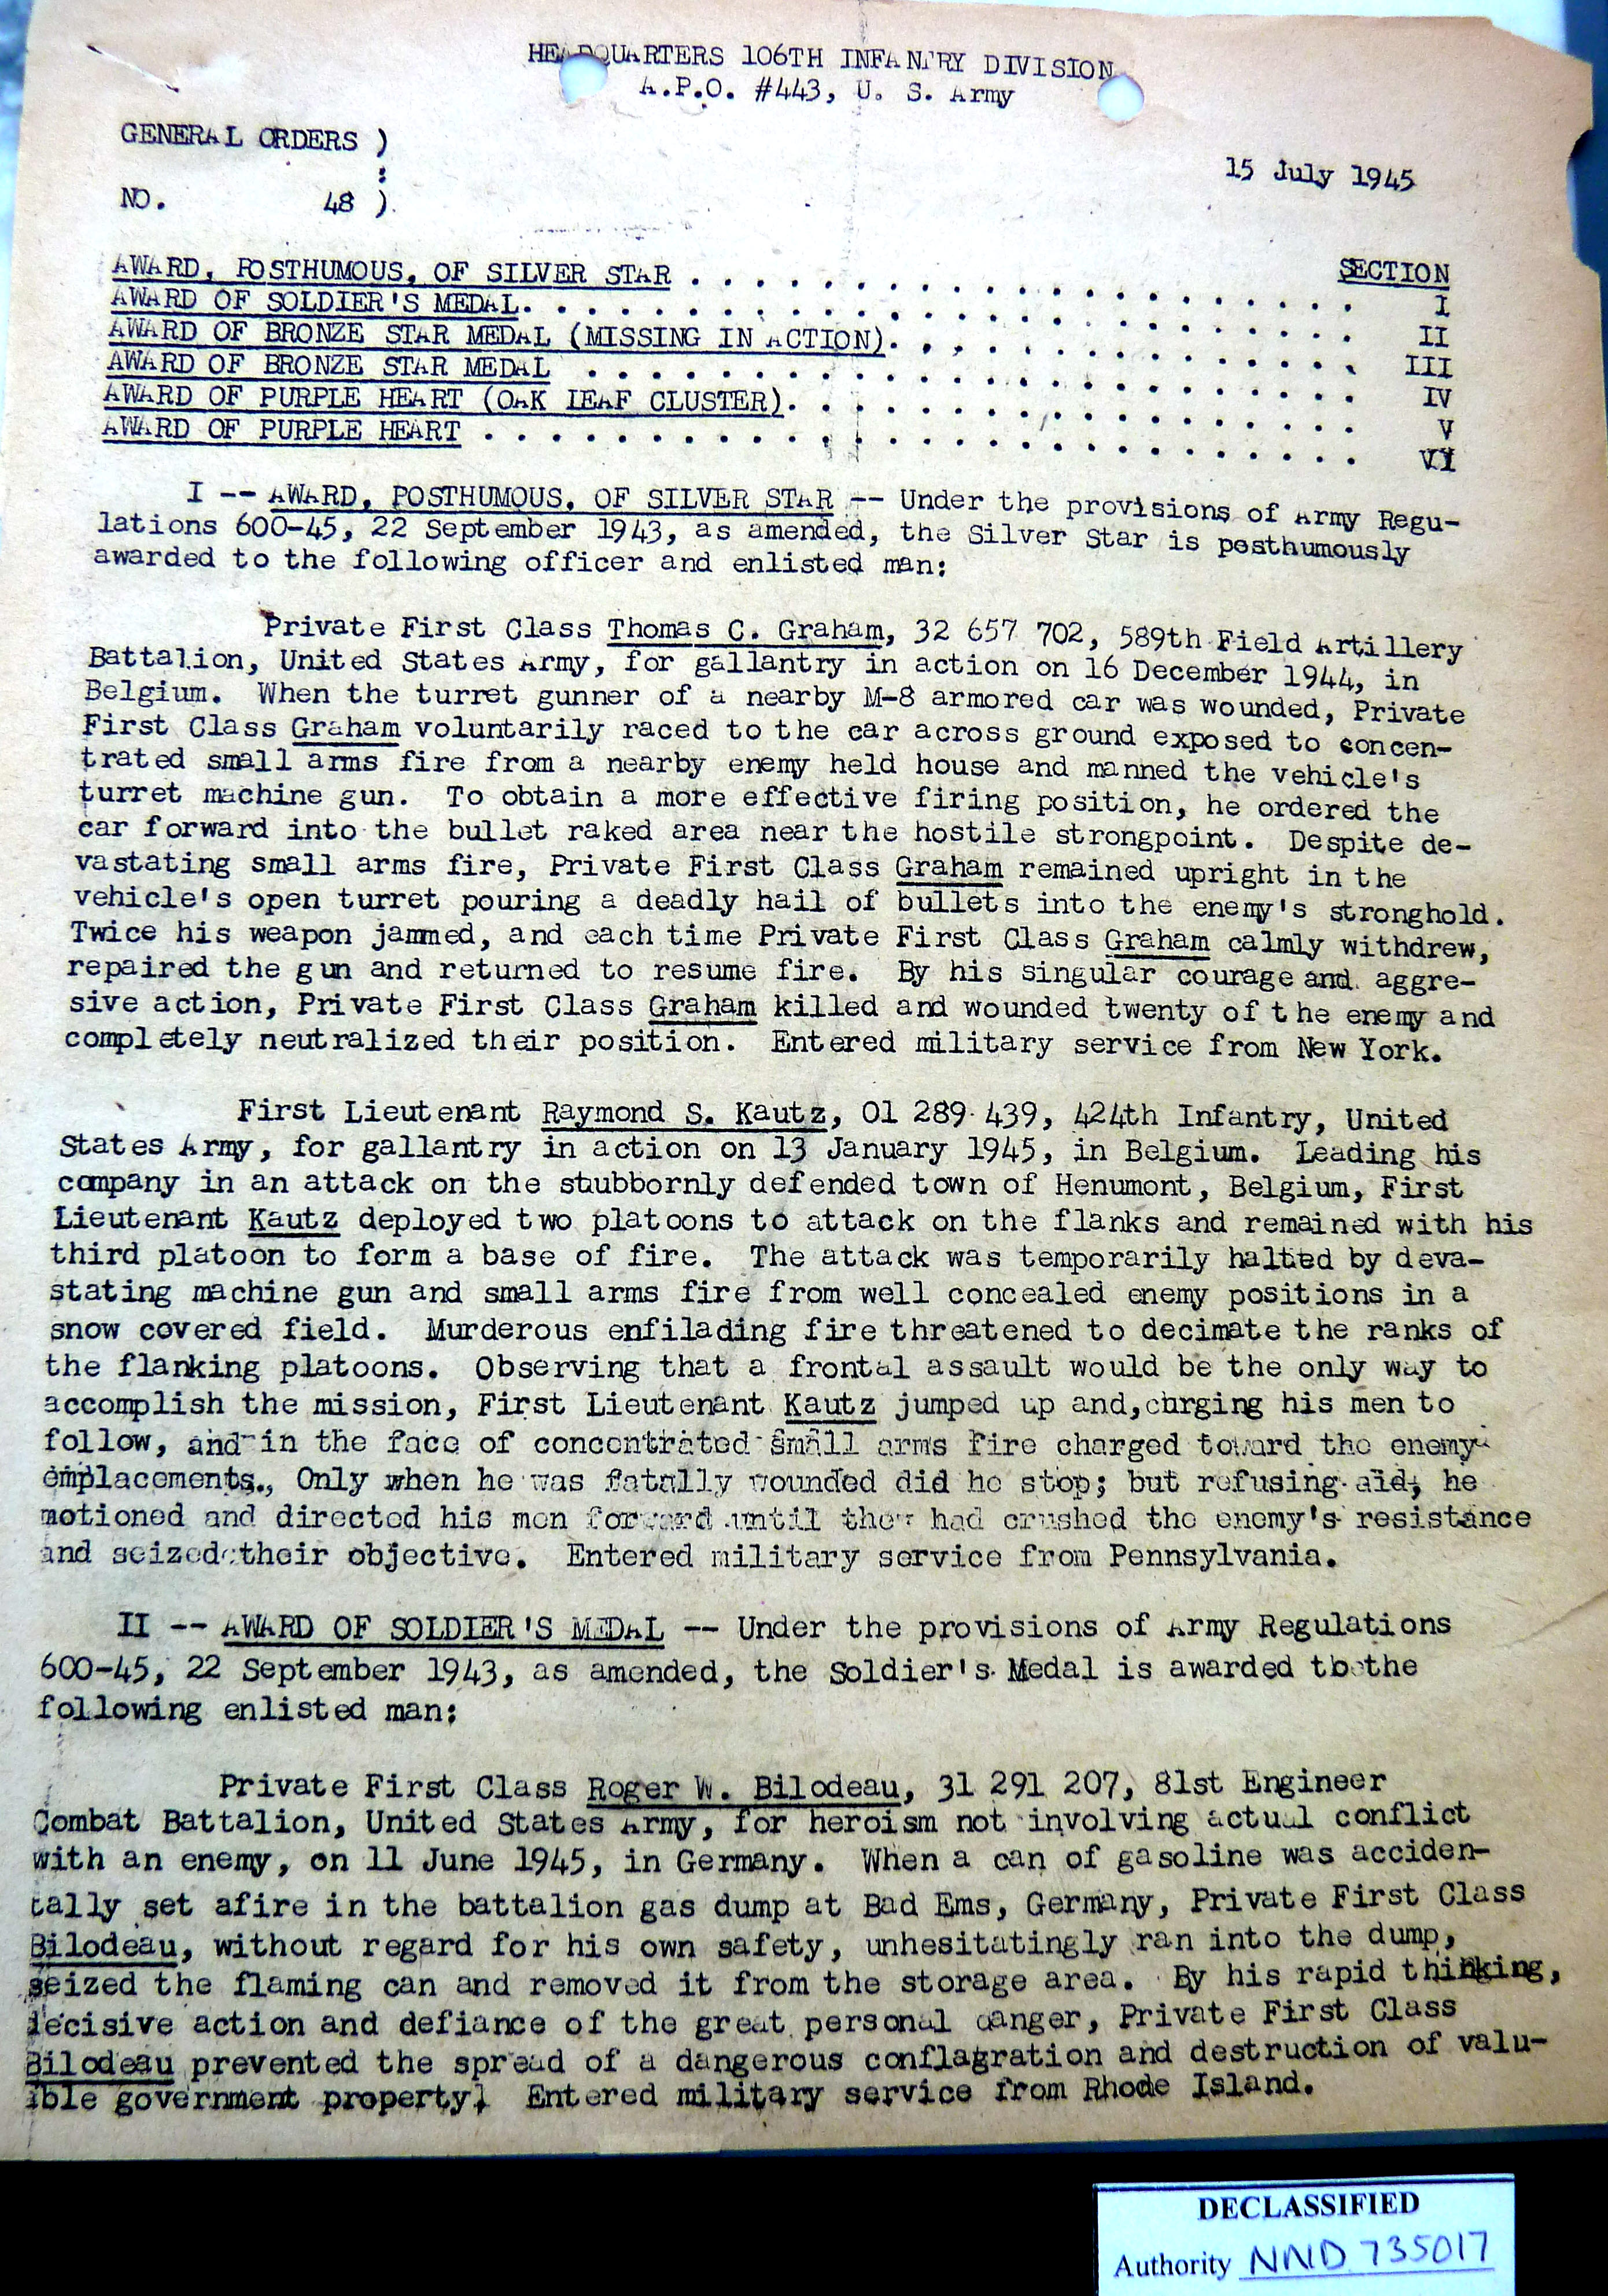 HEADQUARTERS 106TH INFANTRY DIVISION
A.P.O. #443, U. S. Army
GENERAL ORDERS )
:
15 July 1945
NO. 48 )
SECTION
AWARD, POSTHUMOUS, OF SILVER STAR . . . . . . . . . . . . . . . . . . . . I
AWARD OF SOLDIER'S MEDAL. . . . . . . . . . . . . . . . . . . . . . . . . II
AWARD OF BRONZE STAR MEDAL (MISSING IN ACTION). . . . . . . . . . . . . . III
AWARD OF BRONZE STAR MEDAL . . . . . . . . . . . . . . . . . . . . . . . IV
AWARD OF PURPLE HEART (OAK LEAF CLUSTER). . . . . . . . . . . . . . . . . V
AWARD OF PURPLE HEART . . . . . . . . . . . . . . . . . . . . . . . . . . VI
I -- AWARD, POSTHUMOUS, OF SILVER STAR -- Under the provisions of Army Regu-
lations 600-45, 22 September 1943, as amended, the Silver Star is posthumously
awarded to the following officer and enlisted man:
Private First Class Thomas C. Graham, 32 657 702, 589th Field Artillery
Battalion, United States Army, for gallantry in action on 16 December 1944, in
Belgium. When the turret gunner of a nearby M-8 armored car was wounded, Private
First Class Graham voluntarily raced to the car across ground exposed to concen-
trated small arms fire from a nearby enemy held house and manned the vehicle's
turret machine gun. To obtain a more effective firing position, he ordered the
car forward into the bullet raked area near the hostile strongpoint. Despite de-
vastating small arms fire, Private First Class Graham remained upright in the
vehicle's open turret pouring a deadly hail of bullets into the enemy's stronghold.
Twice his weapon jammed, and each time Private First Class Graham calmly withdrew,
repaired the gun and returned to resume fire. By his singular courage and aggre-
sive action, Private First Class Graham killed and wounded twenty of the enemy and
completely neutralized their position. Entered military service from New York.
First Lieutenant Raymond S. Kautz, 01 289 439, 424th Infantry, United
States Army, for gallantry in action on 13 January 1945, in Belgium. Leading his
company in an attack on the stubbornly defended town of Henumont, Belgium, First
Lieutenant Kautz deployed two platoons to attack on the flanks and remained with his
third platoon to form a base of fire. The attack was temporarily halted by deva-
stating machine gun and small arms fire from well concealed enemy positions in a
snow covered field. Murderous enfilading fire threatened to decimate the ranks of
the flanking platoons. Observing that a frontal assault would be the only way to
accomplish the mission, First Lieutenant Kautz jumped up and, urging his men to
follow, and in the face of concentrated small arms fire charged toward the enemy
emplacements. Only when he was fatally wounded did he stop; but refusing aid, he
motioned and directed his men forward until they had crushed the enemy's resistance
and seized their objective. Entered military service from Pennsylvania.
II -- AWARD OF SOLDIER'S MEDAL -- Under the provisions of Army Regulations
600-45, 22 September 1943, as amended, the Soldier's Medal is awarded to the
following enlisted man:
Private First Class Roger W. Bilodeau, 31 291 207, 81st Engineer
Combat Battalion, United States Army, for heroism not involving actual conflict
with an enemy, on 11 June 1945, in Germany. When a can of gasoline was acciden-
tally set afire in the battalion gas dump at Bad Ems, Germany, Private First Class
Bilodeau, without regard for his own safety, unhesitatingly ran into the dump,
seized the flaming can and removed it from the storage area. By his rapid thinking,
decisive action and defiance of the great personal danger, Private First Class
Bilodeau prevented the spread of a dangerous conflagration and destruction of valu-
able government property. Entered military service from Rhode Island.
DECLASSIFIED
Authority NND 735017